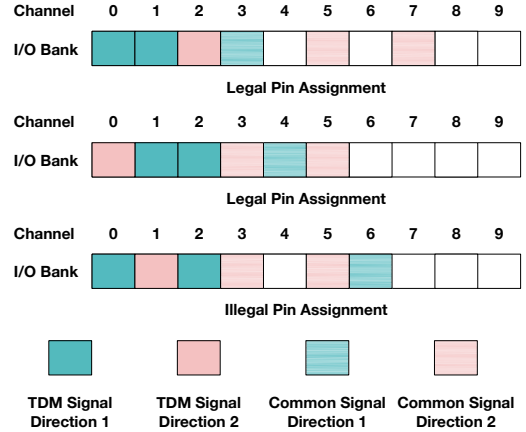 Channel 0 1 2 3 4 5 6 7 8 9
I/O Bank
Legal Pin Assignment
Channel 0 1 2 3 4 5 6 7 8 9
I/O Bank
Legal Pin Assignment
Channel 0 1 2 3 4 5 6 7 8 9
I/O Bank
Illegal Pin Assignment
TDM Signal TDM Signal Common Signal Common Signal
Direction 1 Direction 2 Direction 1 Direction 2